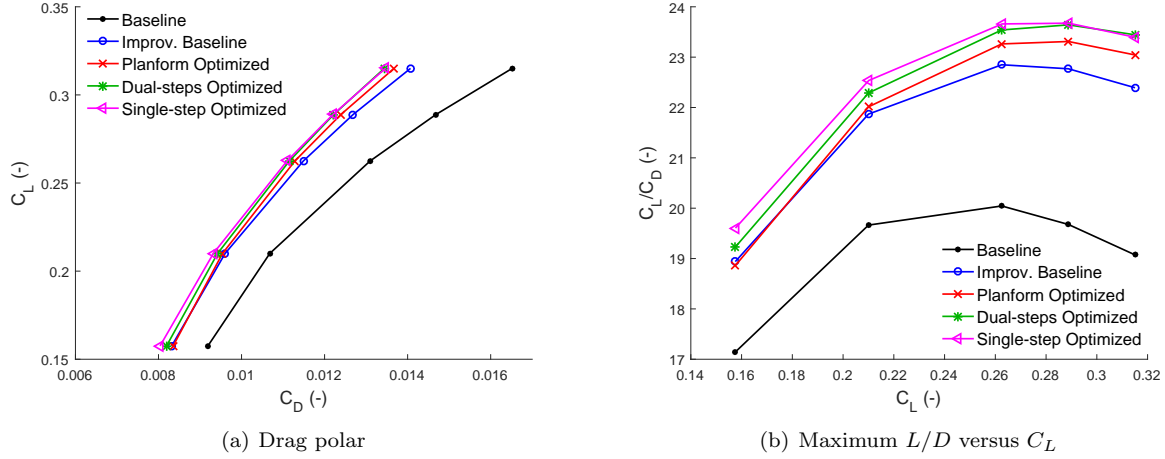 0.35
0.3
0.25
0.2
0.15
C_L (-)
Baseline
Improv. Baseline
Planform Optimized
Dual-steps Optimized
Single-step Optimized
0.006 0.008 0.01 0.012 0.014 0.016
C_D (-)
(a) Drag polar
24
23
22
21
20
19
18
17
C_L/C_D (-)
Baseline
Improv. Baseline
Planform Optimized
Dual-steps Optimized
Single-step Optimized
0.14 0.16 0.18 0.2 0.22 0.24 0.26 0.28 0.3 0.32
C_L (-)
(b) Maximum L/D versus C_L